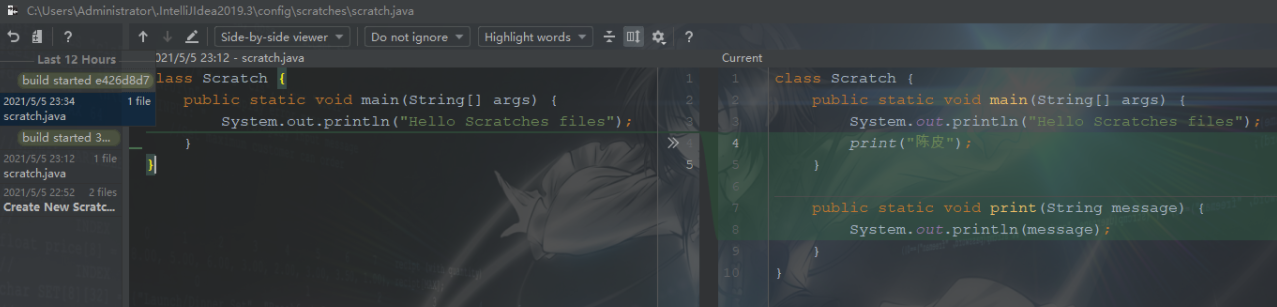 C:\Users\Administrator\.IntelliJIdea2019.3\config\scratches\scratch.java
? Side-by-side viewer Do not ignore Highlight words ?
Last 12 Hours
build started e426d8d7
2021/5/5 23:34 1 file
scratch.java
build started 3...
2021/5/5 23:12 1 file
scratch.java
2021/5/5 22:52 2 files
Create New Scratc...
2021/5/5 23:12 - scratch.java
lass Scratch {
public static void main(String[] args) {
System.out.println("Hello Scratches files");
}
}
1
2
3
4
5
Current
1 class Scratch {
2 public static void main(String[] args) {
3 System.out.println("Hello Scratches files");
4 print("陈皮");
5 }
6
7 public static void print(String message) {
8 System.out.println(message);
9 }
10 }